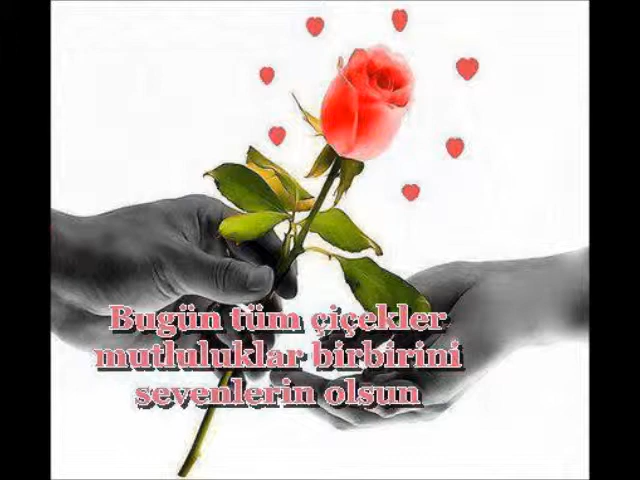 Bugün tüm çiçekler
mutluluklar birbirini
sevenlerin olsun